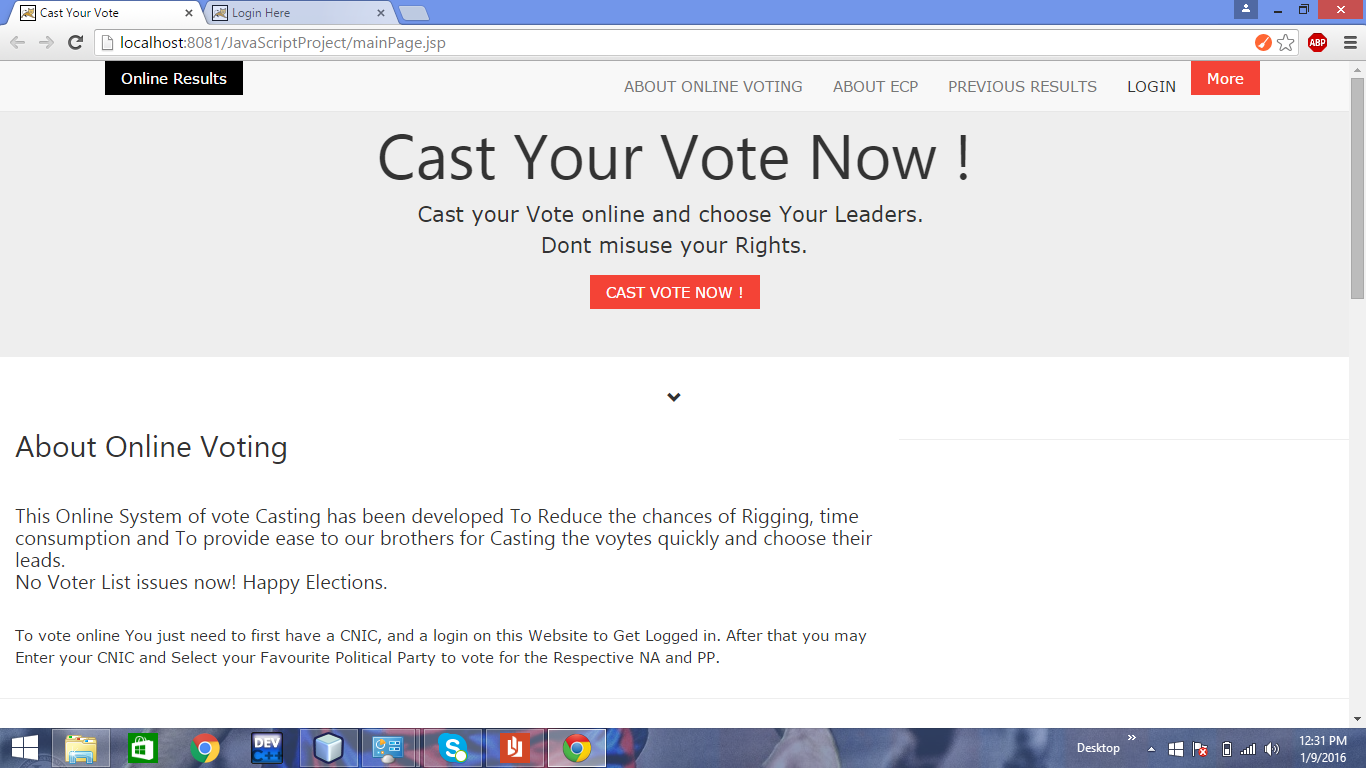 Cast Your Vote
Login Here
localhost:8081/JavaScriptProject/mainPage.jsp
ABP
Online Results
ABOUT ONLINE VOTING
ABOUT ECP
PREVIOUS RESULTS
LOGIN
More
Cast Your Vote Now !
Cast your Vote online and choose Your Leaders.
Dont misuse your Rights.
CAST VOTE NOW !
About Online Voting
This Online System of vote Casting has been developed To Reduce the chances of Rigging, time
consumption and To provide ease to our brothers for Casting the voytes quickly and choose their
leads.
No Voter List issues now! Happy Elections.
To vote online You just need to first have a CNIC, and a login on this Website to Get Logged in. After that you may
Enter your CNIC and Select your Favourite Political Party to vote for the Respective NA and PP.
DEV
C++
Desktop
12:31 PM
1/9/2016